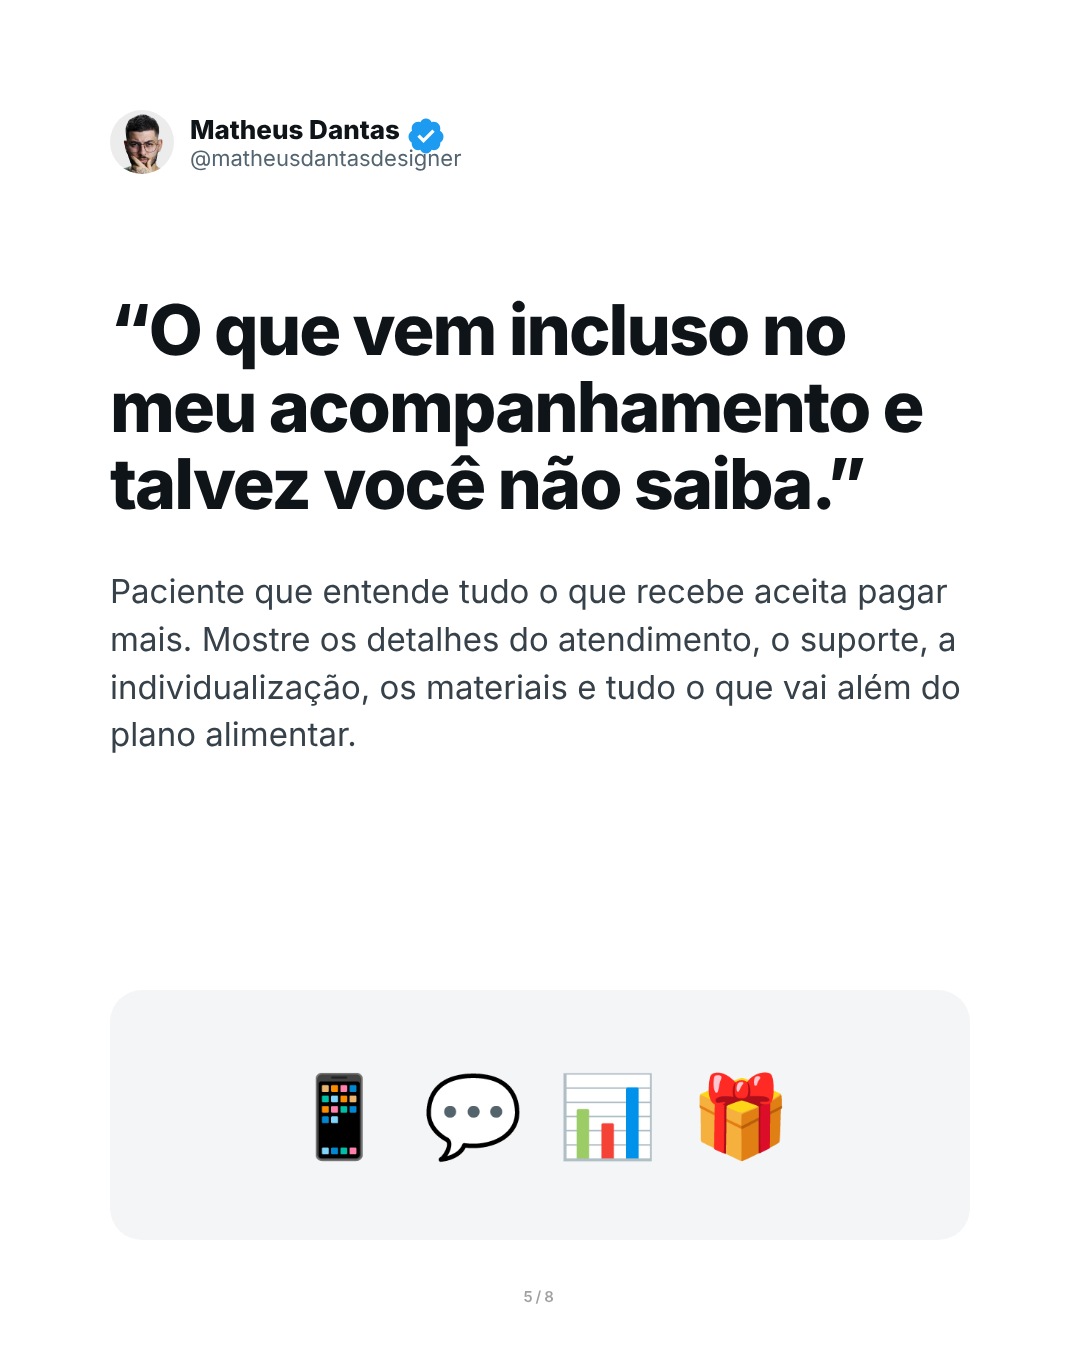 Matheus Dantas
@matheusdantasdesigner
“O que vem incluso no
meu acompanhamento e
talvez você não saiba.”
Paciente que entende tudo o que recebe aceita pagar
mais. Mostre os detalhes do atendimento, o suporte, a
individualização, os materiais e tudo o que vai além do
plano alimentar.
5 / 8